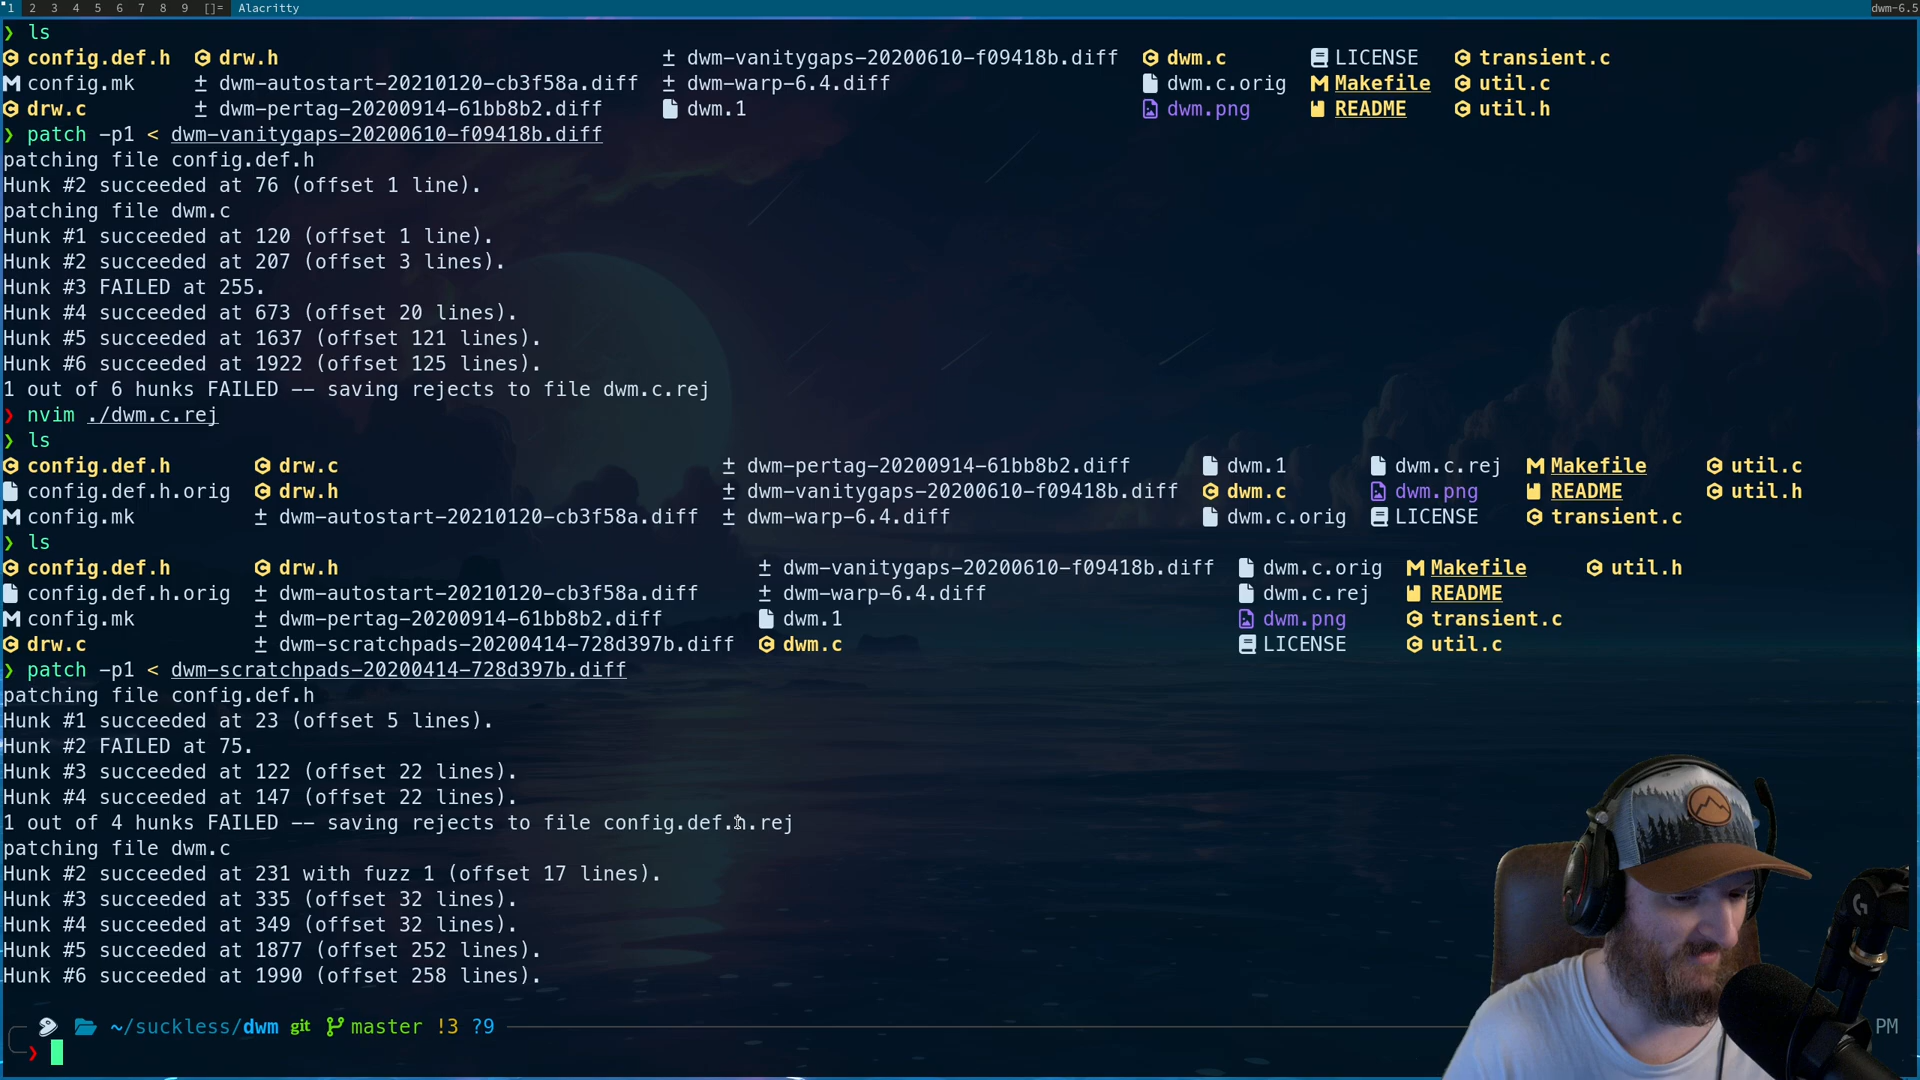 1 2 3 4 5 6 7 8 9 []= Alacritty dwm-6.5
❯ ls
config.def.h drw.h dwm-vanitygaps-20200610-f09418b.diff dwm.c LICENSE transient.c
config.mk dwm-autostart-20210120-cb3f58a.diff dwm-warp-6.4.diff dwm.c.orig Makefile util.c
drw.c dwm-pertag-20200914-61bb8b2.diff dwm.1 dwm.png README util.h
❯ patch -p1 < dwm-vanitygaps-20200610-f09418b.diff
patching file config.def.h
Hunk #2 succeeded at 76 (offset 1 line).
patching file dwm.c
Hunk #1 succeeded at 120 (offset 1 line).
Hunk #2 succeeded at 207 (offset 3 lines).
Hunk #3 FAILED at 255.
Hunk #4 succeeded at 673 (offset 20 lines).
Hunk #5 succeeded at 1637 (offset 121 lines).
Hunk #6 succeeded at 1922 (offset 125 lines).
1 out of 6 hunks FAILED -- saving rejects to file dwm.c.rej
❯ nvim ./dwm.c.rej
❯ ls
config.def.h drw.c dwm-pertag-20200914-61bb8b2.diff dwm.1 dwm.c.rej Makefile util.c
config.def.h.orig drw.h dwm-vanitygaps-20200610-f09418b.diff dwm.c dwm.png README util.h
config.mk dwm-autostart-20210120-cb3f58a.diff dwm-warp-6.4.diff dwm.c.orig LICENSE transient.c
❯ ls
config.def.h drw.h dwm-vanitygaps-20200610-f09418b.diff dwm.c.orig Makefile util.h
config.def.h.orig dwm-autostart-20210120-cb3f58a.diff dwm-warp-6.4.diff dwm.c.rej README
config.mk dwm-pertag-20200914-61bb8b2.diff dwm.1 dwm.png transient.c
drw.c dwm-scratchpads-20200414-728d397b.diff dwm.c LICENSE util.c
❯ patch -p1 < dwm-scratchpads-20200414-728d397b.diff
patching file config.def.h
Hunk #1 succeeded at 23 (offset 5 lines).
Hunk #2 FAILED at 75.
Hunk #3 succeeded at 122 (offset 22 lines).
Hunk #4 succeeded at 147 (offset 22 lines).
1 out of 4 hunks FAILED -- saving rejects to file config.def.h.rej
patching file dwm.c
Hunk #2 succeeded at 231 with fuzz 1 (offset 17 lines).
Hunk #3 succeeded at 335 (offset 32 lines).
Hunk #4 succeeded at 349 (offset 32 lines).
Hunk #5 succeeded at 1877 (offset 252 lines).
Hunk #6 succeeded at 1990 (offset 258 lines).
~/suckless/dwm git master !3 ?9 PM
❯